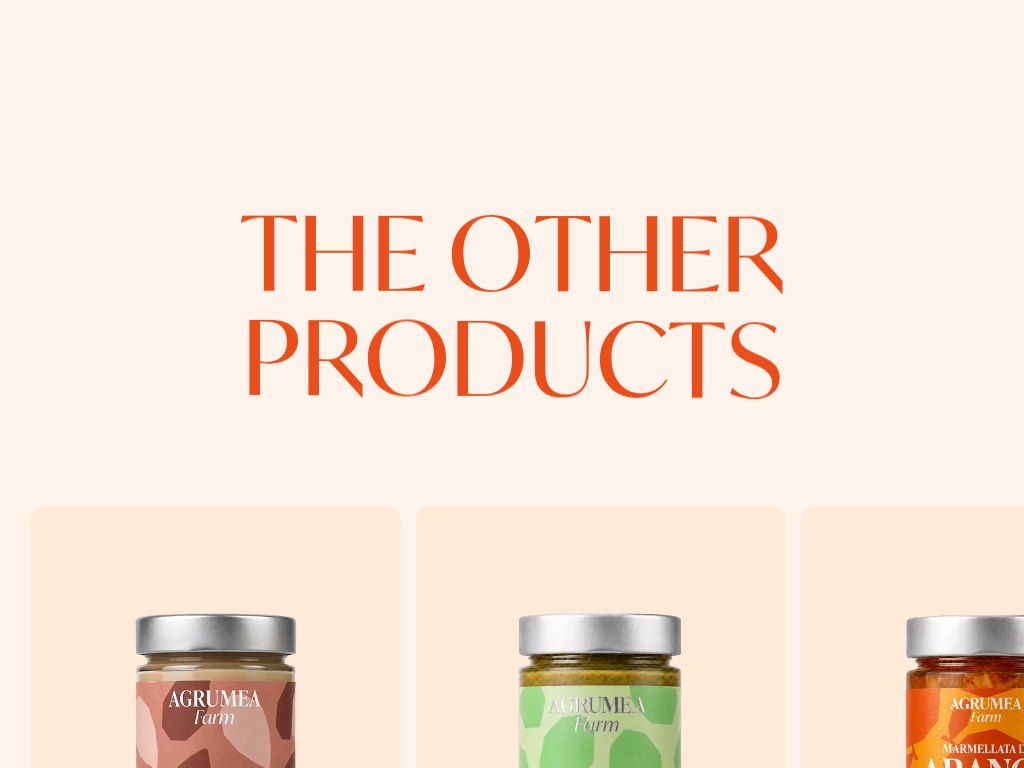 THE OTHER
PRODUCTS
AGRUMEA
Farm
AGRUMEA
Farm
AGRUMEA
Farm
MARMELLATA